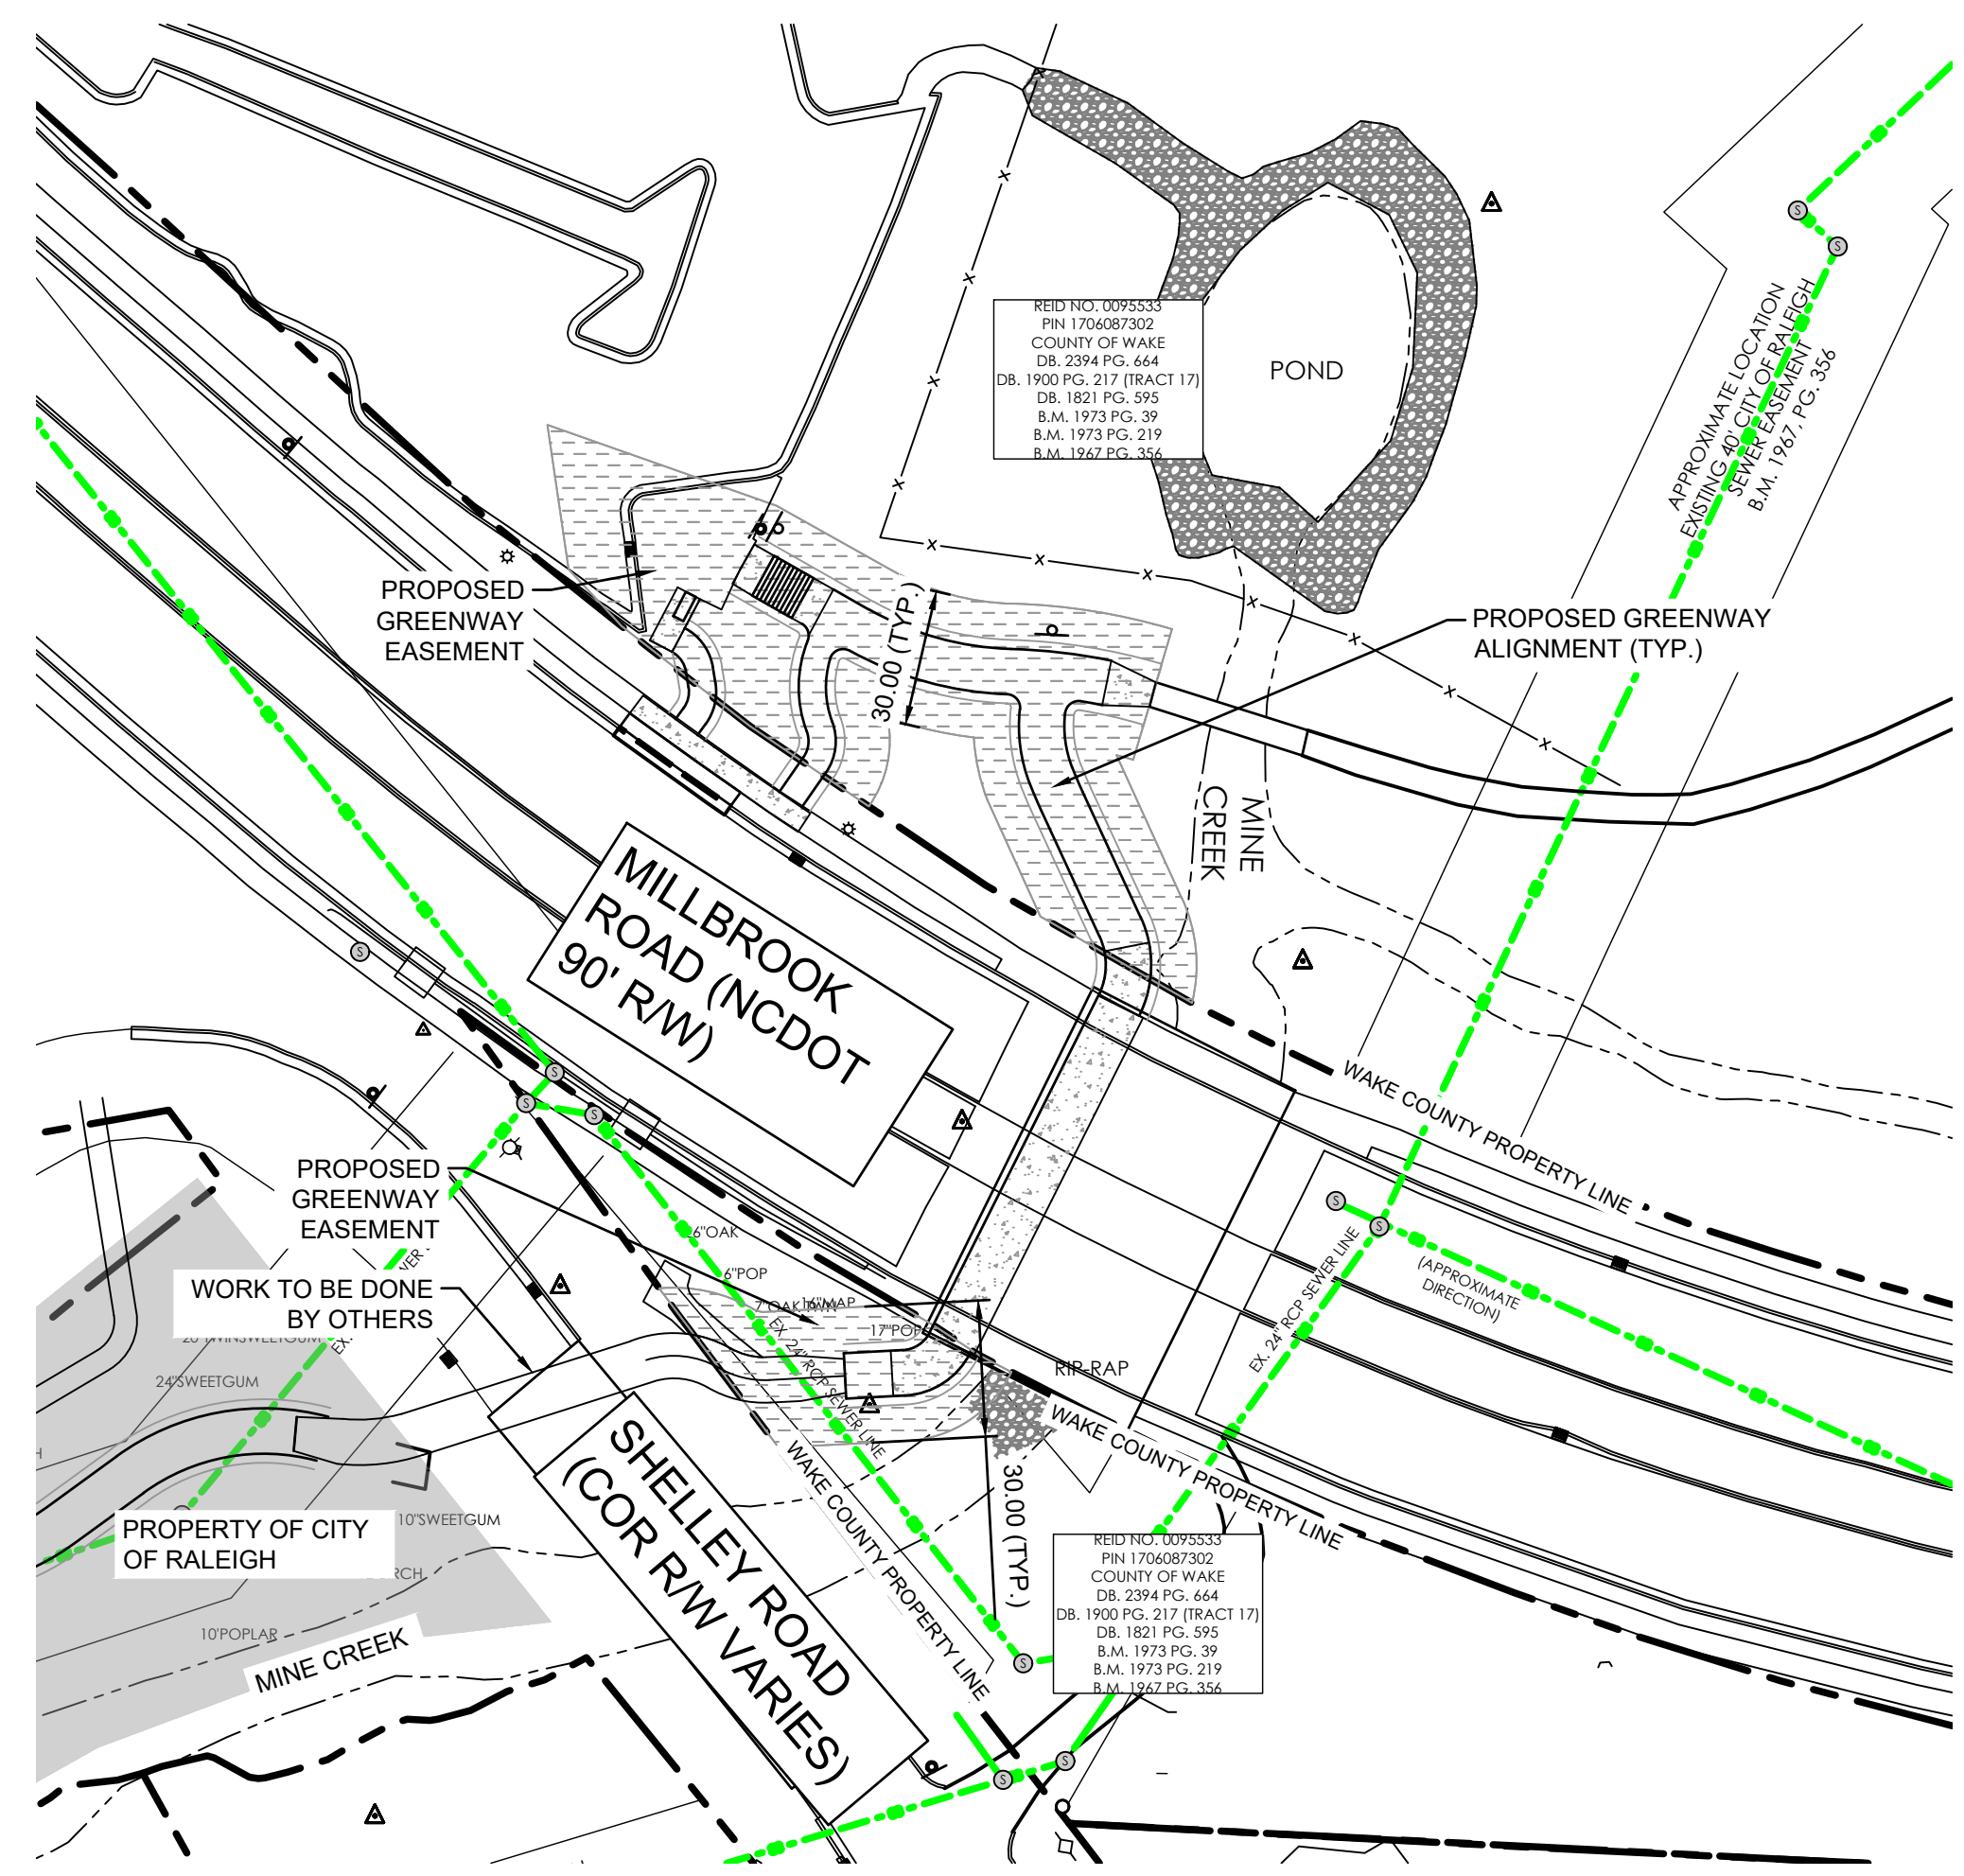 REID NO. 0095533
PIN 1706087302
COUNTY OF WAKE
DB. 2394 PG. 664
DB. 1900 PG. 217 (TRACT 17)
DB. 1821 PG. 595
B.M. 1973 PG. 39
B.M. 1973 PG. 219
B.M. 1967 PG. 356
POND
APPROXIMATE LOCATION
EXISTING 40' CITY OF RALEIGH
SEWER EASEMENT
B.M. 1967, PG. 356
PROPOSED
GREENWAY
EASEMENT
30.00 (TYP.)
PROPOSED GREENWAY
ALIGNMENT (TYP.)
MINE
CREEK
MILLBROOK
ROAD (NCDOT
90' R/W)
WAKE COUNTY PROPERTY LINE
PROPOSED
GREENWAY
EASEMENT
WORK TO BE DONE
BY OTHERS
26"OAK
6"POP
7"OAK TWN
16"MAP
17"POP
EX. 24" RCP SEWER LINE
RIP-RAP
EX. 24" RCP SEWER LINE
(APPROXIMATE
DIRECTION)
24"SWEETGUM
SHELLEY ROAD
(COR R/W VARIES)
WAKE COUNTY PROPERTY LINE
WAKE COUNTY PROPERTY LINE
30.00 (TYP.)
10"SWEETGUM
PROPERTY OF CITY
OF RALEIGH
10"POPLAR
MINE CREEK
REID NO. 0095533
PIN 1706087302
COUNTY OF WAKE
DB. 2394 PG. 664
DB. 1900 PG. 217 (TRACT 17)
DB. 1821 PG. 595
B.M. 1973 PG. 39
B.M. 1973 PG. 219
B.M. 1967 PG. 356
S
S
S
S
S
S
S
S
S
S
S